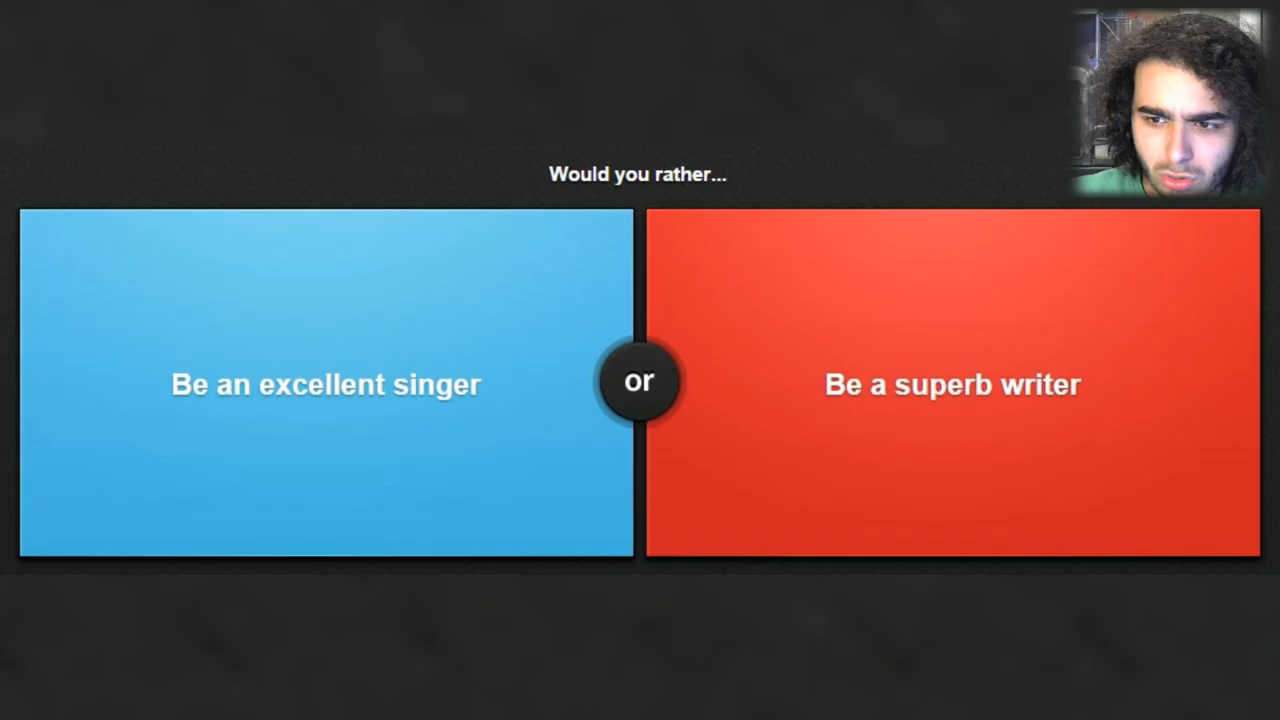 Would you rather...
Be an excellent singer
or
Be a superb writer